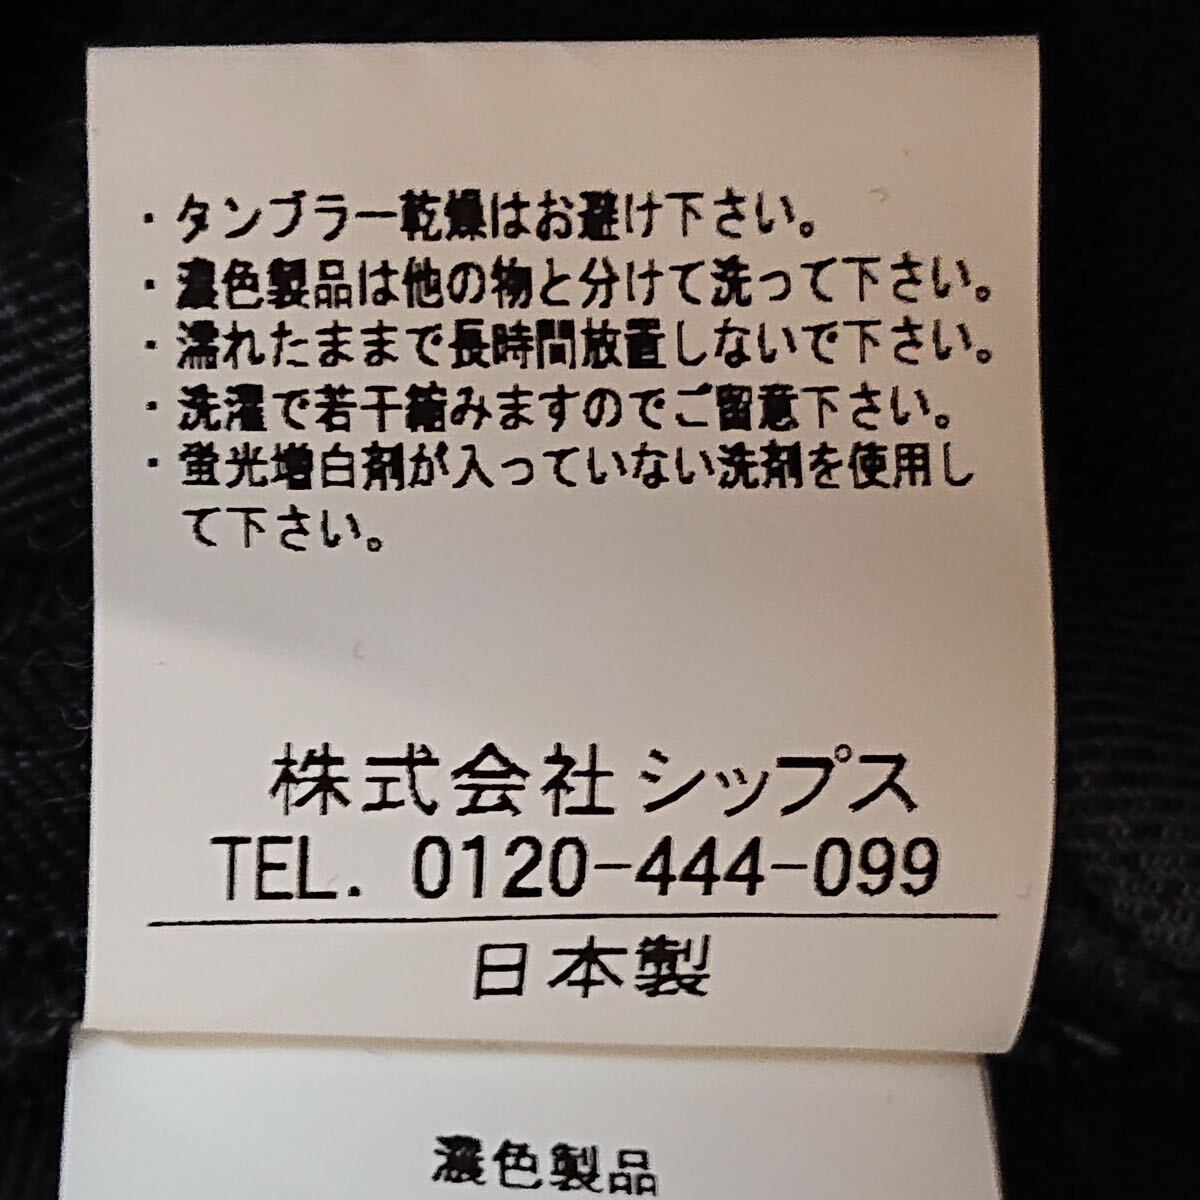 ・タンブラー乾燥はお避け下さい。
・濃色製品は他の物と分けて洗って下さい。
・濡れたままで長時間放置しないで下さい。
・洗濯で若干縮みますのでご留意下さい。
・蛍光増白剤が入っていない洗剤を使用し
て下さい。
株式会社シップス
TEL. 0120-444-099
日本製
濃色製品